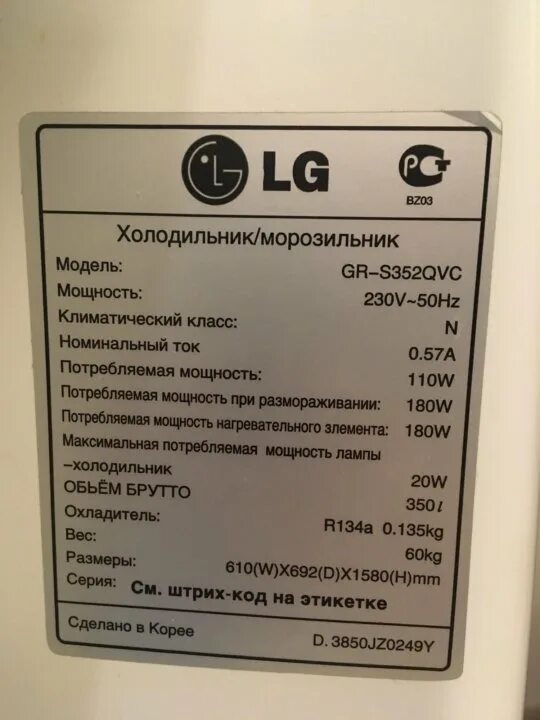 LG
РСТ
BZ03
Холодильник/морозильник
Модель: GR-S352QVC
Мощность: 230V~50Hz
Климатический класс: N
Номинальный ток 0.57A
Потребляемая мощность: 110W
Потребляемая мощность при размораживании: 180W
Потребляемая мощность нагревательного элемента: 180W
Максимальная потребляемая мощность лампы
-холодильник 20W
ОБЬЁМ БРУТТО 350l
Охладитель: R134a 0.135kg
Вес: 60kg
Размеры: 610(W)X692(D)X1580(H)mm
Серия: См. штрих-код на этикетке
Сделано в Корее D. 3850JZ0249Y